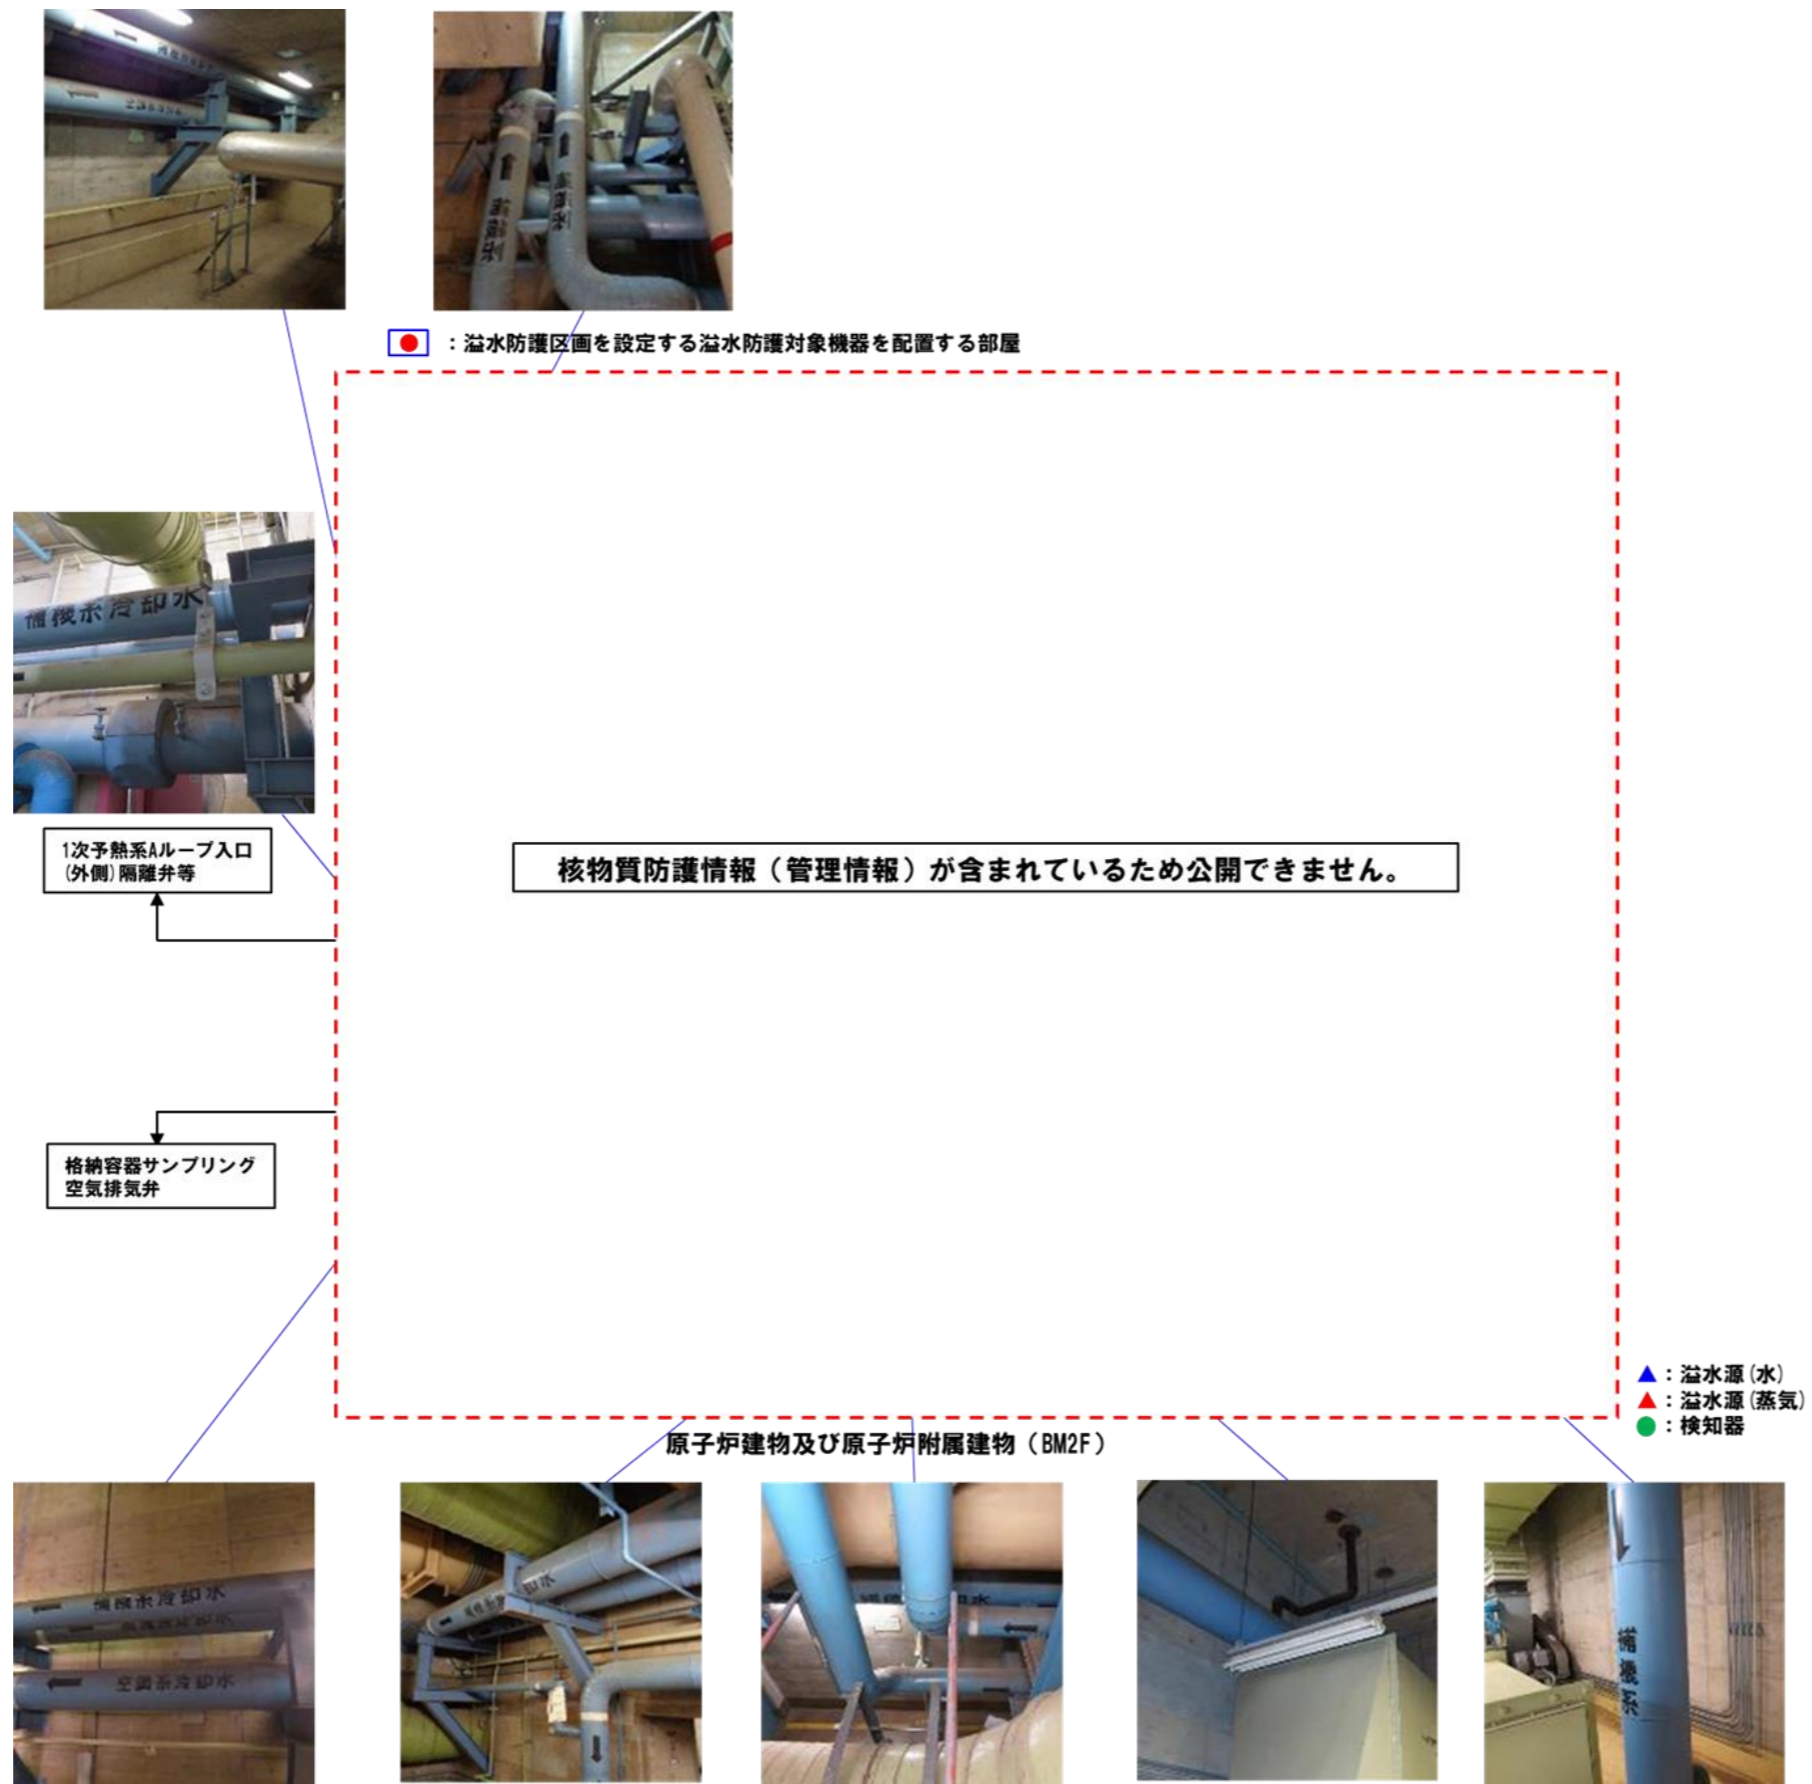 ：溢水防護区画を設定する溢水防護対象機器を配置する部屋
補機系冷却水
1次予熱系Aループ入口
(外側)隔離弁等
核物質防護情報（管理情報）が含まれているため公開できません。
格納容器サンプリング
空気排気弁
：溢水源(水)
：溢水源(蒸気)
：検知器
原子炉建物及び原子炉附属建物（BM2F）
補機系冷却水
空調系冷却水
補機系